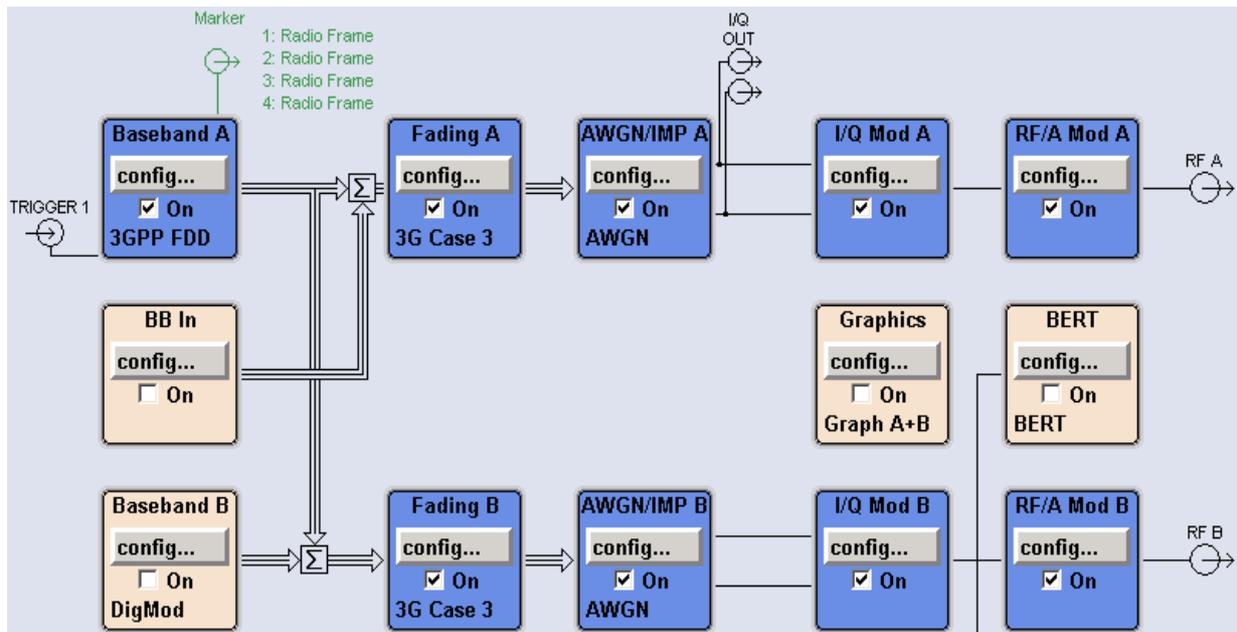 Marker
1: Radio Frame
2: Radio Frame
3: Radio Frame
4: Radio Frame
I/Q
OUT
Baseband A
config...
On
3GPP FDD
Fading A
config...
On
3G Case 3
AWGN/IMP A
config...
On
AWGN
I/Q Mod A
config...
On
RF/A Mod A
config...
On
RF A
TRIGGER 1
Σ
BB In
config...
On
Graphics
config...
On
Graph A+B
BERT
config...
On
BERT
Baseband B
config...
On
DigMod
Σ
Fading B
config...
On
3G Case 3
AWGN/IMP B
config...
On
AWGN
I/Q Mod B
config...
On
RF/A Mod B
config...
On
RF B